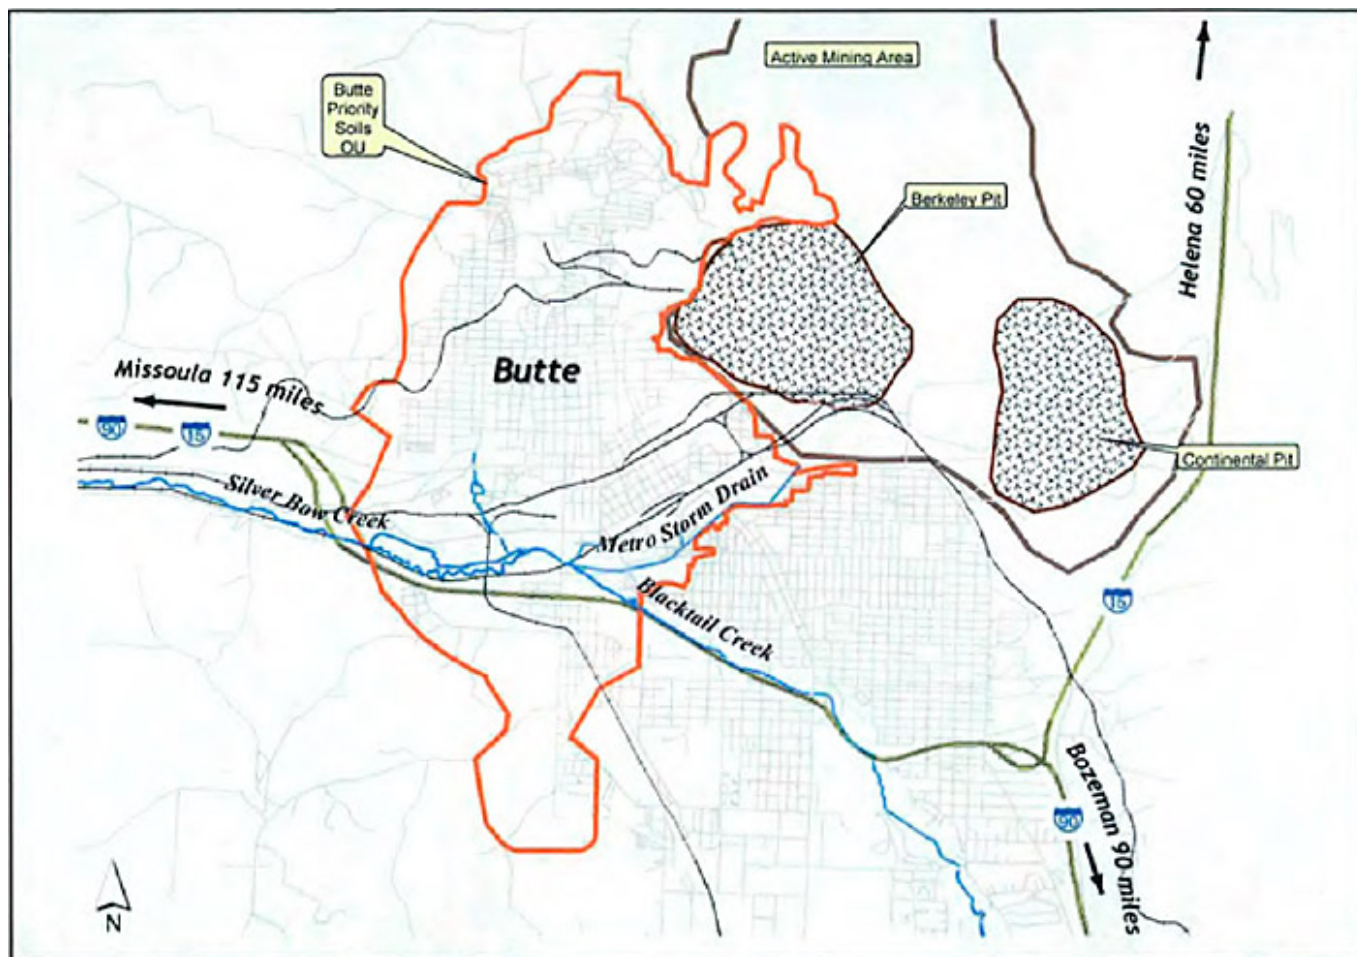 Active Mining Area
Butte
Priority
Soils
OU
Helena 60 miles
Berkeley Pit
Butte
Missoula 115 miles
90
15
Continental Pit
Silver Bow Creek
Metro Storm Drain
Blacktail Creek
15
Bozeman 90 miles
90
N